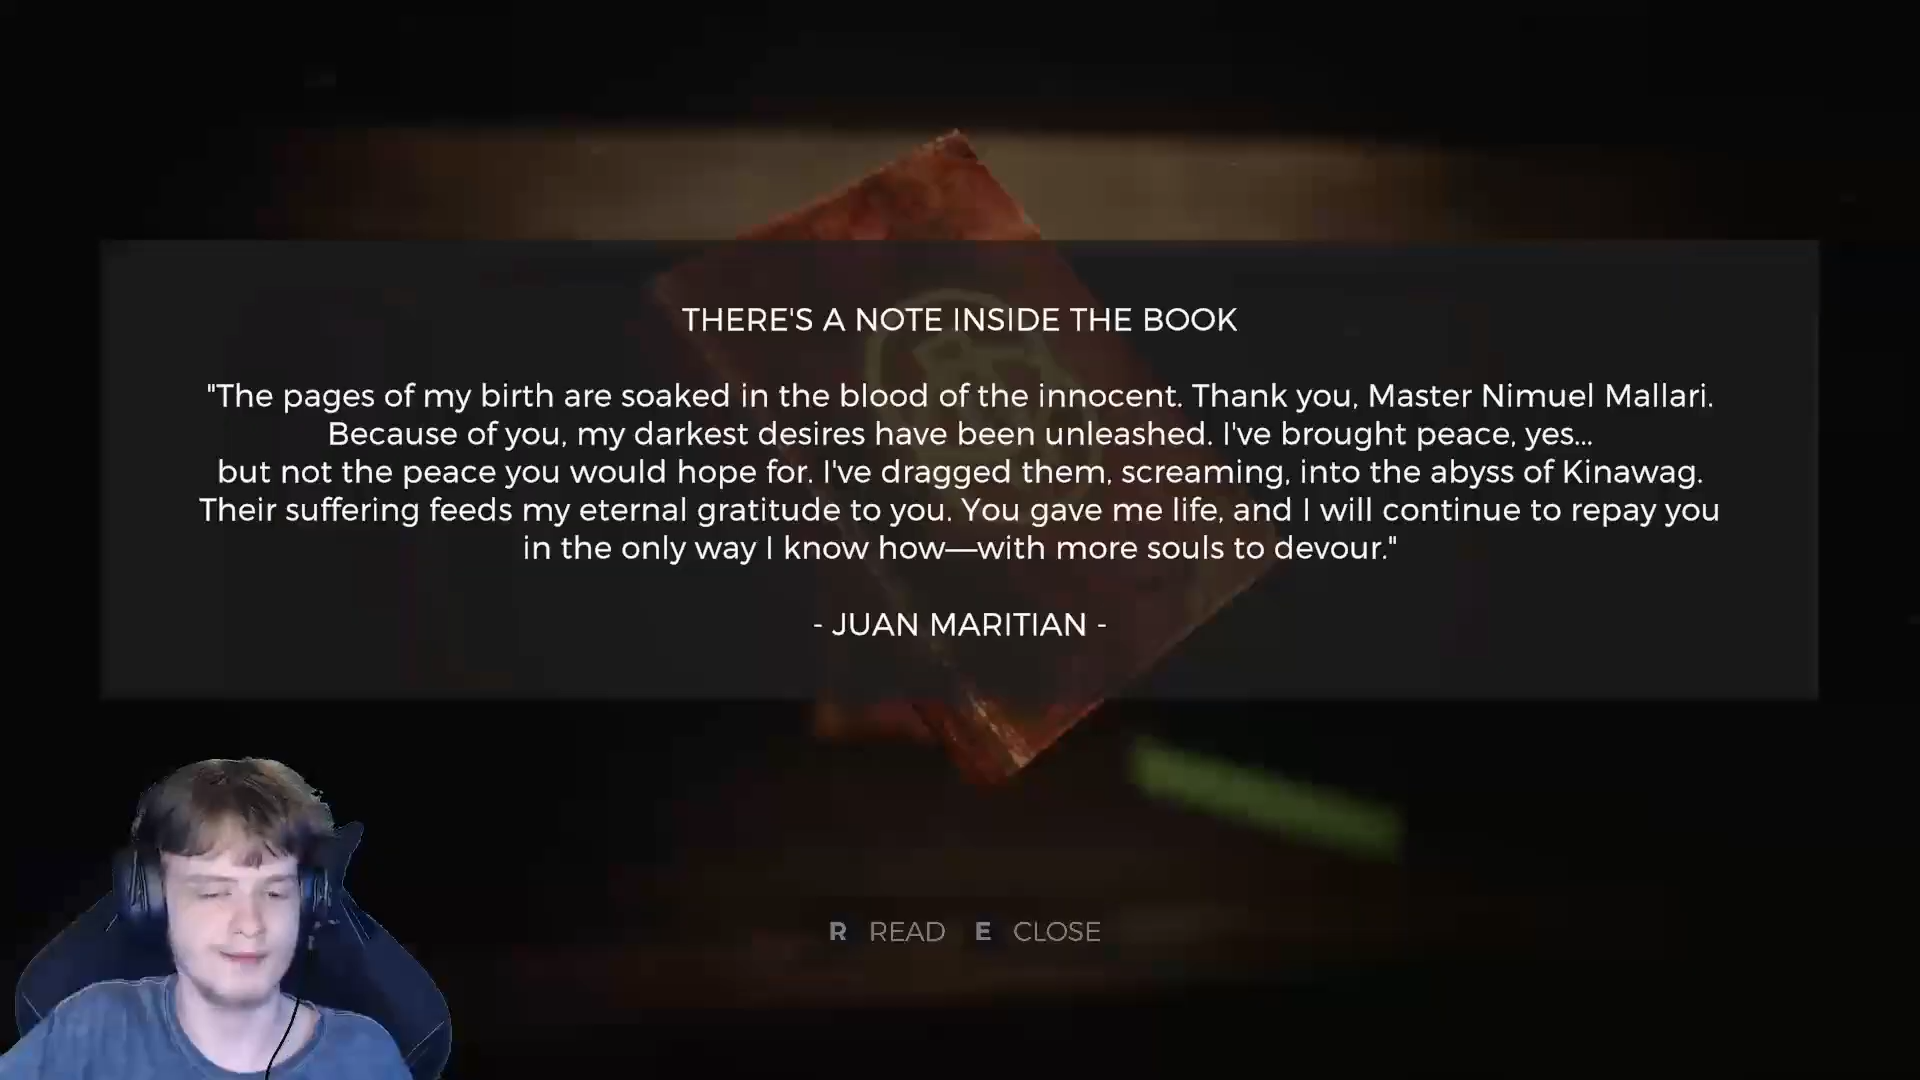 THERE'S A NOTE INSIDE THE BOOK
"The pages of my birth are soaked in the blood of the innocent. Thank you, Master Nimuel Mallari.
Because of you, my darkest desires have been unleashed. I've brought peace, yes...
but not the peace you would hope for. I've dragged them, screaming, into the abyss of Kinawag.
Their suffering feeds my eternal gratitude to you. You gave me life, and I will continue to repay you
in the only way I know how—with more souls to devour."
- JUAN MARITIAN -
R READ E CLOSE